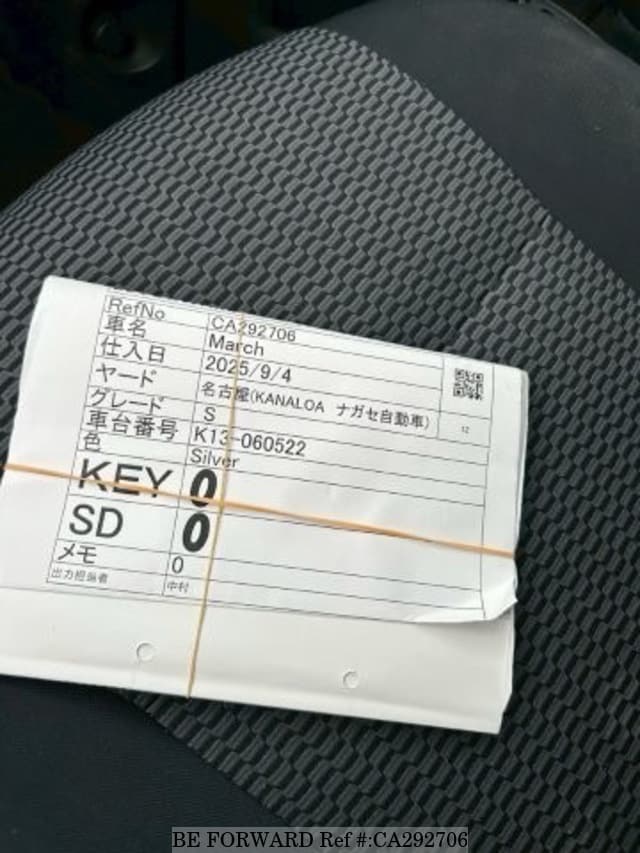 RefNo CA292706
車名 March
仕入日 2025/9/4
ヤード 名古屋(KANALOA ナガセ自動車)
グレード S 12
車台番号 K13-060522
色 Silver
KEY 0
SD 0
メモ 0
出力担当者 中村
BE FORWARD Ref #:CA292706